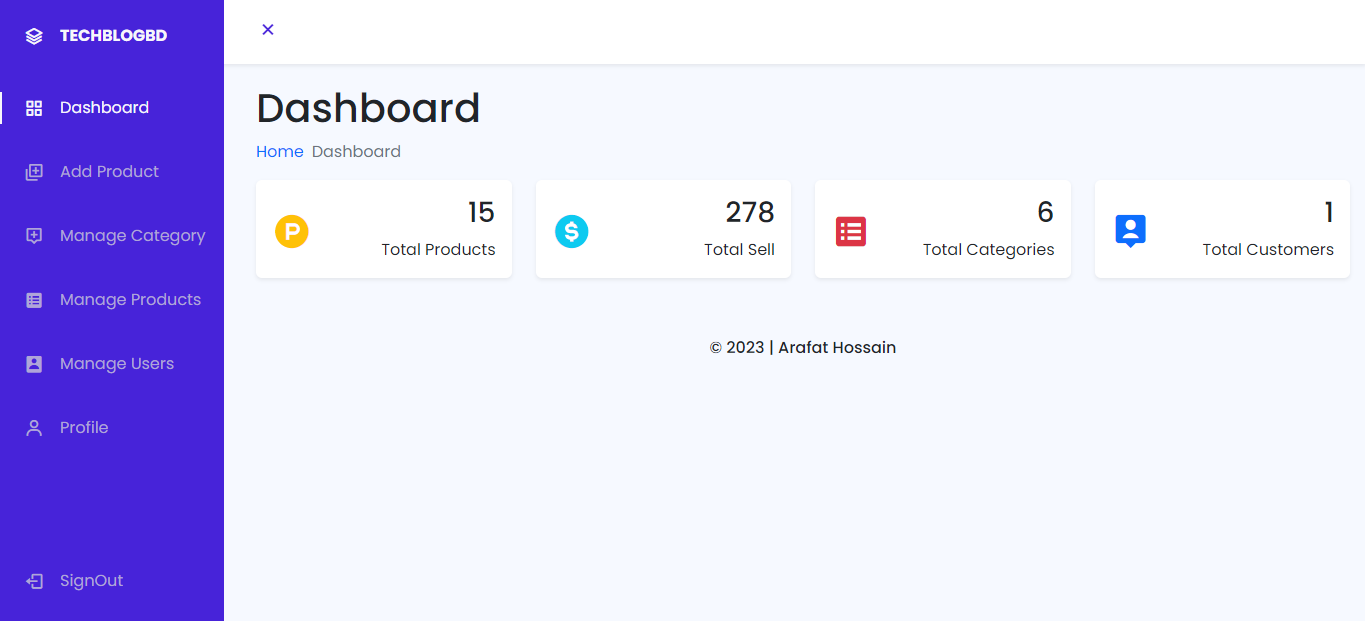 TECHBLOGBD
Dashboard
Add Product
Manage Category
Manage Products
Manage Users
Profile
SignOut
Dashboard
Home Dashboard
15
Total Products
278
Total Sell
6
Total Categories
1
Total Customers
© 2023 | Arafat Hossain